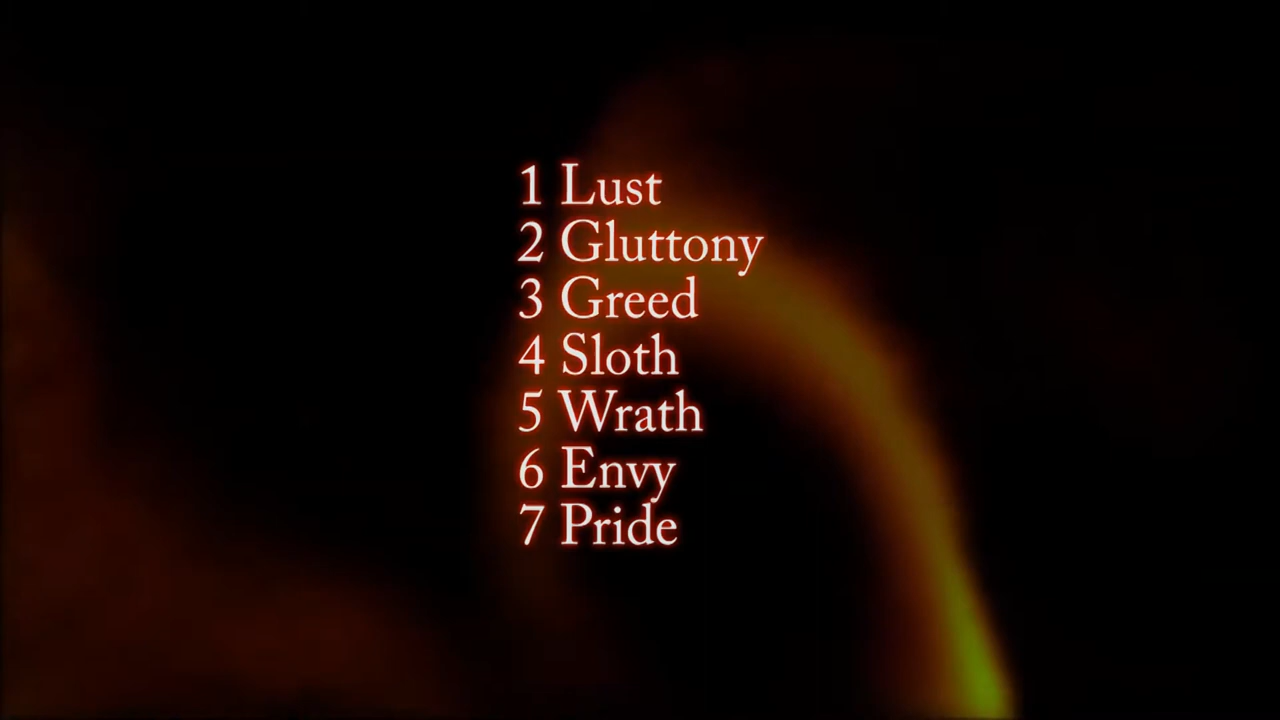 1 Lust
2 Gluttony
3 Greed
4 Sloth
5 Wrath
6 Envy
7 Pride